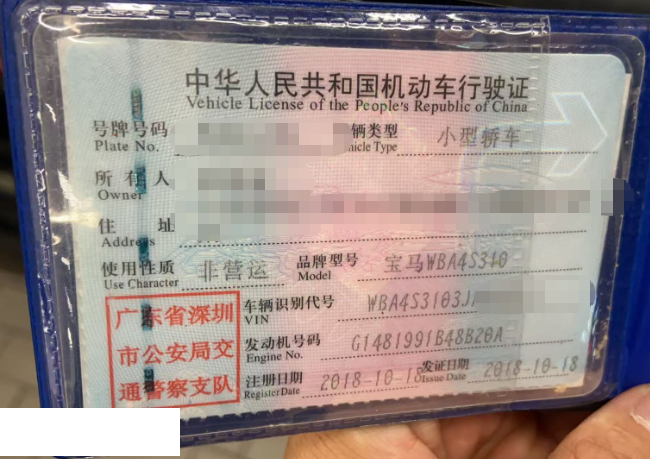 中华人民共和国机动车行驶证
Vehicle License of the People's Republic of China
号牌号码 辆类型 小型轿车
Plate No. hicle Type
所有人
Owner
住址
Address
使用性质 非营运 品牌型号 宝马WBA4S310
Use Character Model
车辆识别代号 WBA4S3103J
VIN
发动机号码 G1481991B48B20A
Engine No.
注册日期 2018-10-18 发证日期 2018-10-18
Register Date Issue Date
广东省深圳
市公安局交
通警察支队